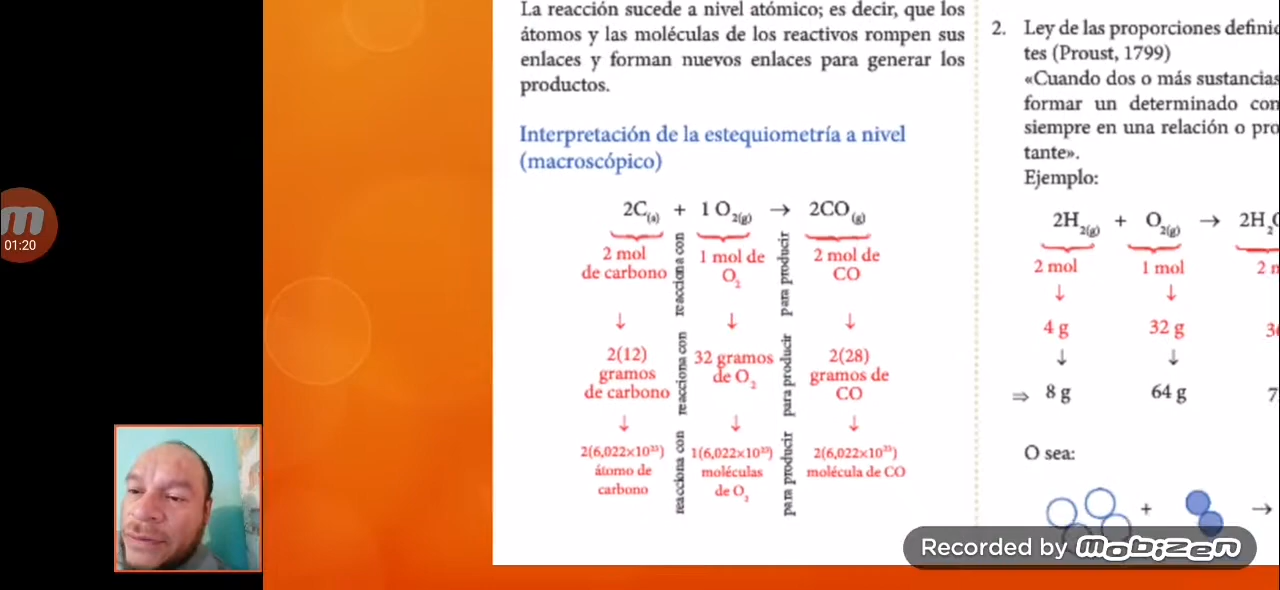 La reacción sucede a nivel atómico; es decir, que los
átomos y las moléculas de los reactivos rompen sus
enlaces y forman nuevos enlaces para generar los
productos.
Interpretación de la estequiometría a nivel
(macroscópico)
2C(s) + 1 O2(g) → 2CO(g)
2 mol
de carbono
reacciona con
1 mol de
O2
para producir
2 mol de
CO
↓ ↓ ↓
2(12)
gramos
de carbono
reacciona con
32 gramos
de O2
para producir
2(28)
gramos de
CO
↓ ↓ ↓
2(6,022×10²³)
átomo de
carbono
reacciona con
1(6,022×10²³)
moléculas
de O2
para producir
2(6,022×10²³)
molécula de CO
2. Ley de las proporciones defini
tes (Proust, 1799)
«Cuando dos o más sustancias
formar un determinado con
siempre en una relación o pro
tante».
Ejemplo:
2H2(g) + O2(g) → 2H2
2 mol 1 mol 2
↓ ↓
4 g 32 g 3
↓ ↓
⇒ 8 g 64 g 7
O sea:
+ →
01:20
Recorded by mobizen